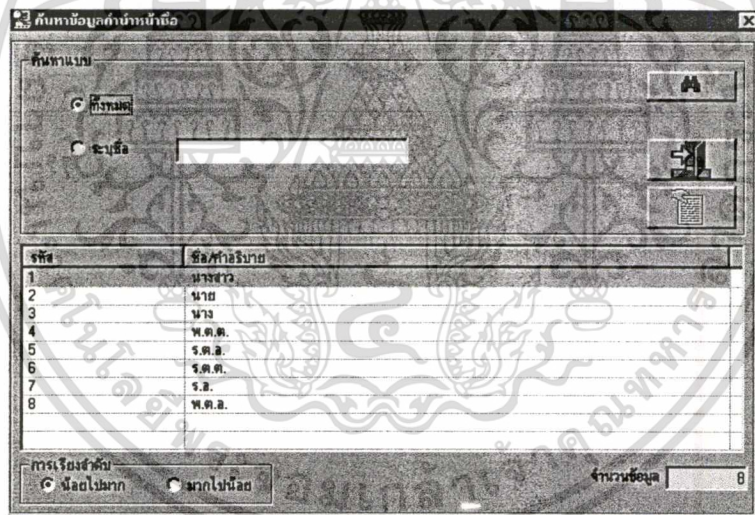 ค้นหาข้อมูลคำนำหน้าชื่อ
ค้นหาแบบ
ทั้งหมด
ระบุชื่อ
รหัส ชื่อ/คำอธิบาย
1 นางสาว
2 นาย
3 นาง
4 พ.ต.ต.
5 ร.ต.อ.
6 ร.ต.ต.
7 ร.อ.
8 พ.ต.อ.
การเรียงลำดับ
น้อยไปมาก มากไปน้อย
จำนวนข้อมูล 8